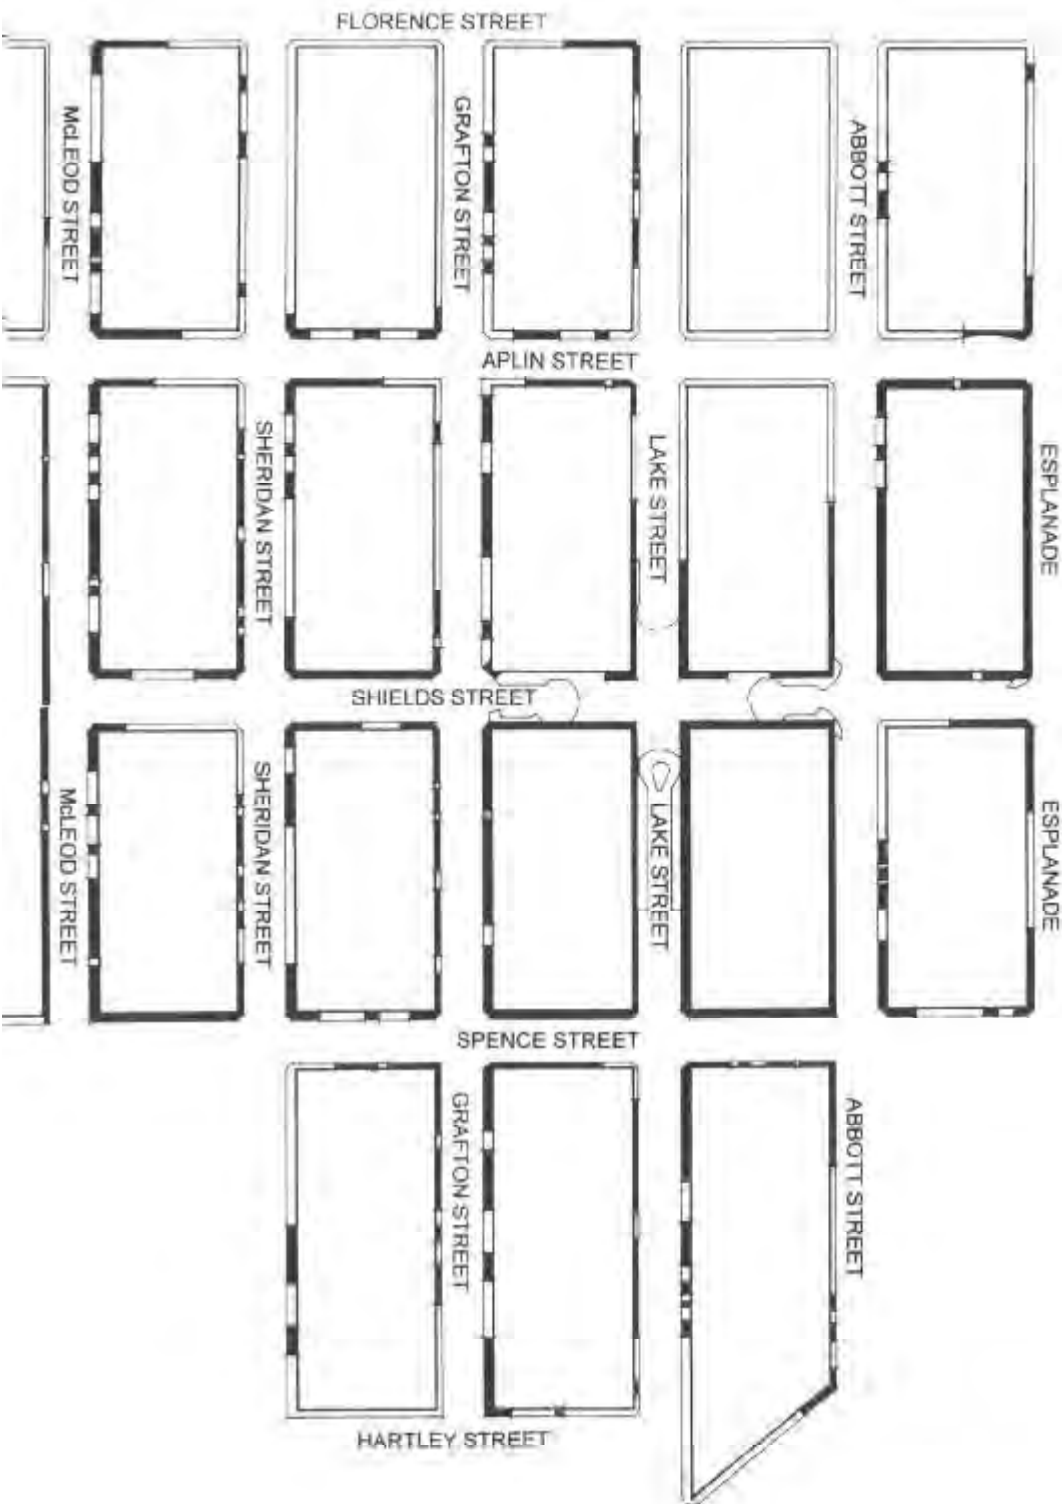 FLORENCE STREET
McLEOD STREET
GRAFTON STREET
ABBOTT STREET
APLIN STREET
SHERIDAN STREET
LAKE STREET
ESPLANADE
SHIELDS STREET
McLEOD STREET
SHERIDAN STREET
LAKE STREET
ESPLANADE
SPENCE STREET
GRAFTON STREET
ABBOTT STREET
HARTLEY STREET